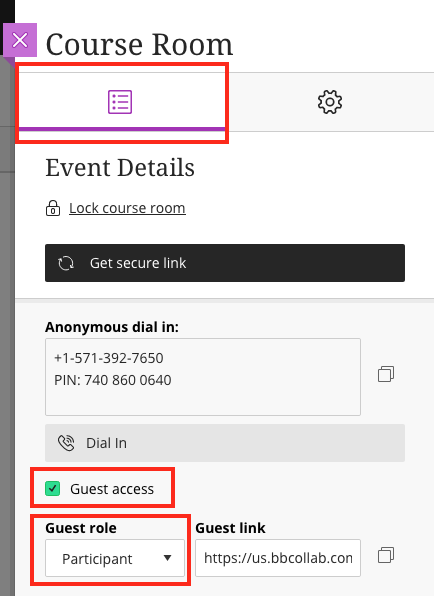 Course Room
Event Details
Lock course room
Get secure link
Anonymous dial in:
+1-571-392-7650
PIN: 740 860 0640
Dial In
Guest access
Guest role Guest link
Participant https://us.bbcollab.con